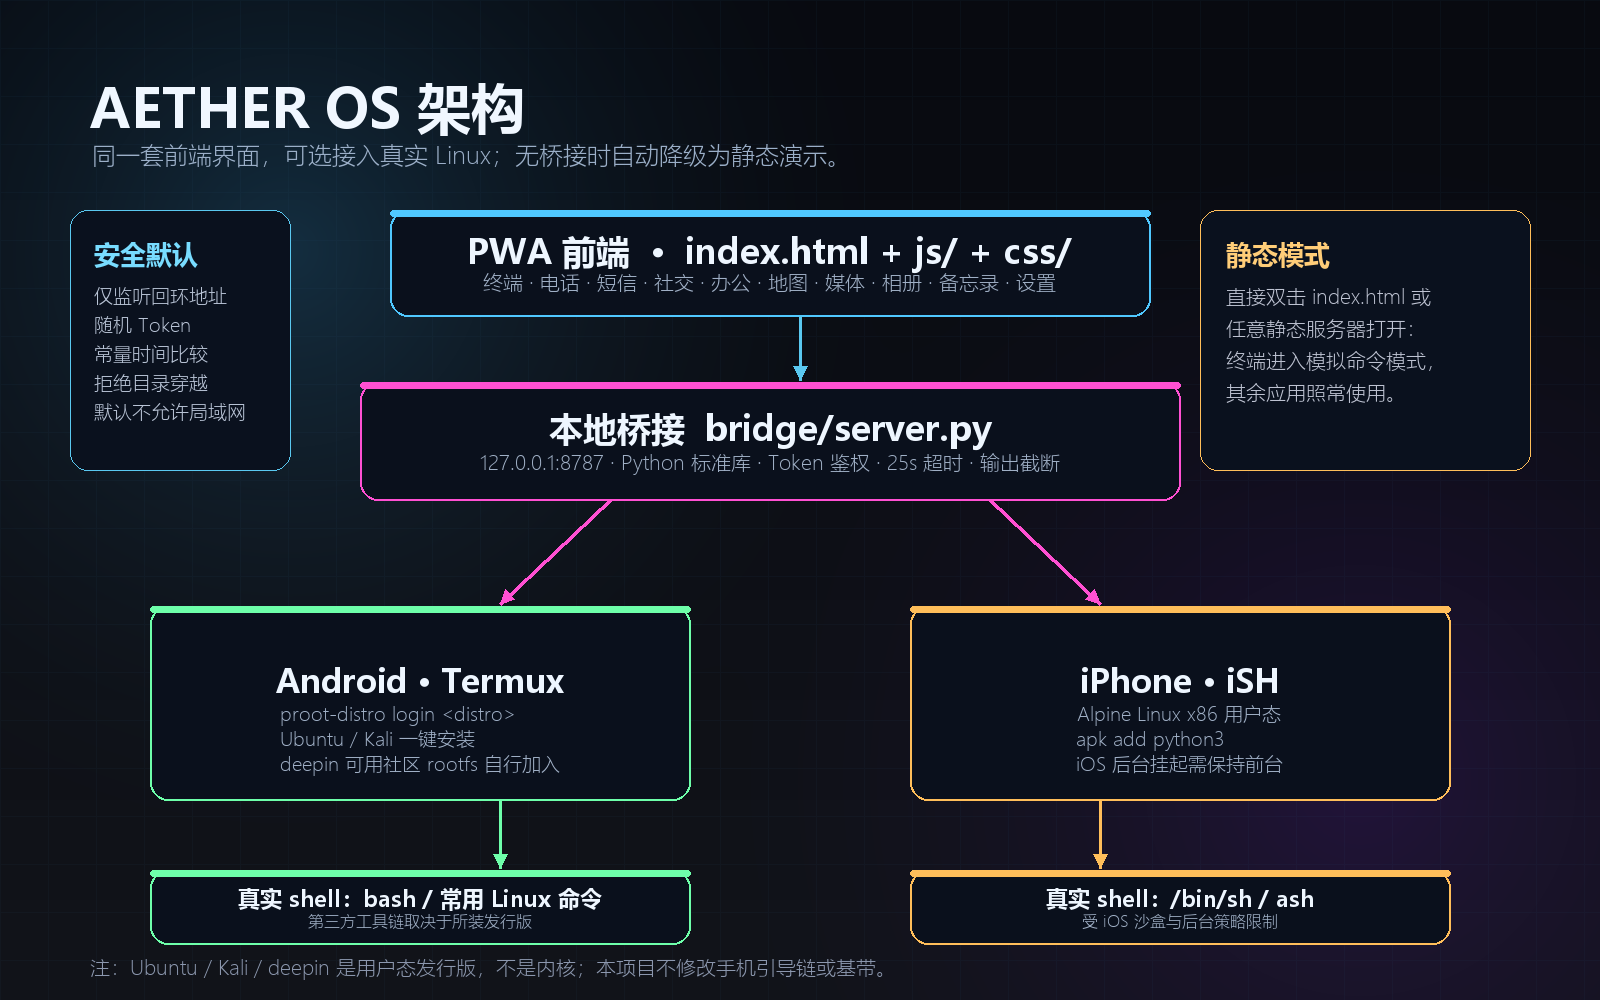 AETHER OS 架构
同一套前端界面，可选接入真实 Linux；无桥接时自动降级为静态演示。
安全默认
仅监听回环地址
随机 Token
常量时间比较
拒绝目录穿越
默认不允许局域网
PWA 前端 • index.html + js/ + css/
终端 · 电话 · 短信 · 社交 · 办公 · 地图 · 媒体 · 相册 · 备忘录 · 设置
静态模式
直接双击 index.html 或
任意静态服务器打开：
终端进入模拟命令模式，
其余应用照常使用。
本地桥接 bridge/server.py
127.0.0.1:8787 · Python 标准库 · Token 鉴权 · 25s 超时 · 输出截断
Android • Termux
proot-distro login <distro>
Ubuntu / Kali 一键安装
deepin 可用社区 rootfs 自行加入
iPhone • iSH
Alpine Linux x86 用户态
apk add python3
iOS 后台挂起需保持前台
真实 shell：bash / 常用 Linux 命令
第三方工具链取决于所装发行版
真实 shell：/bin/sh / ash
受 iOS 沙盒与后台策略限制
注：Ubuntu / Kali / deepin 是用户态发行版，不是内核；本项目不修改手机引导链或基带。